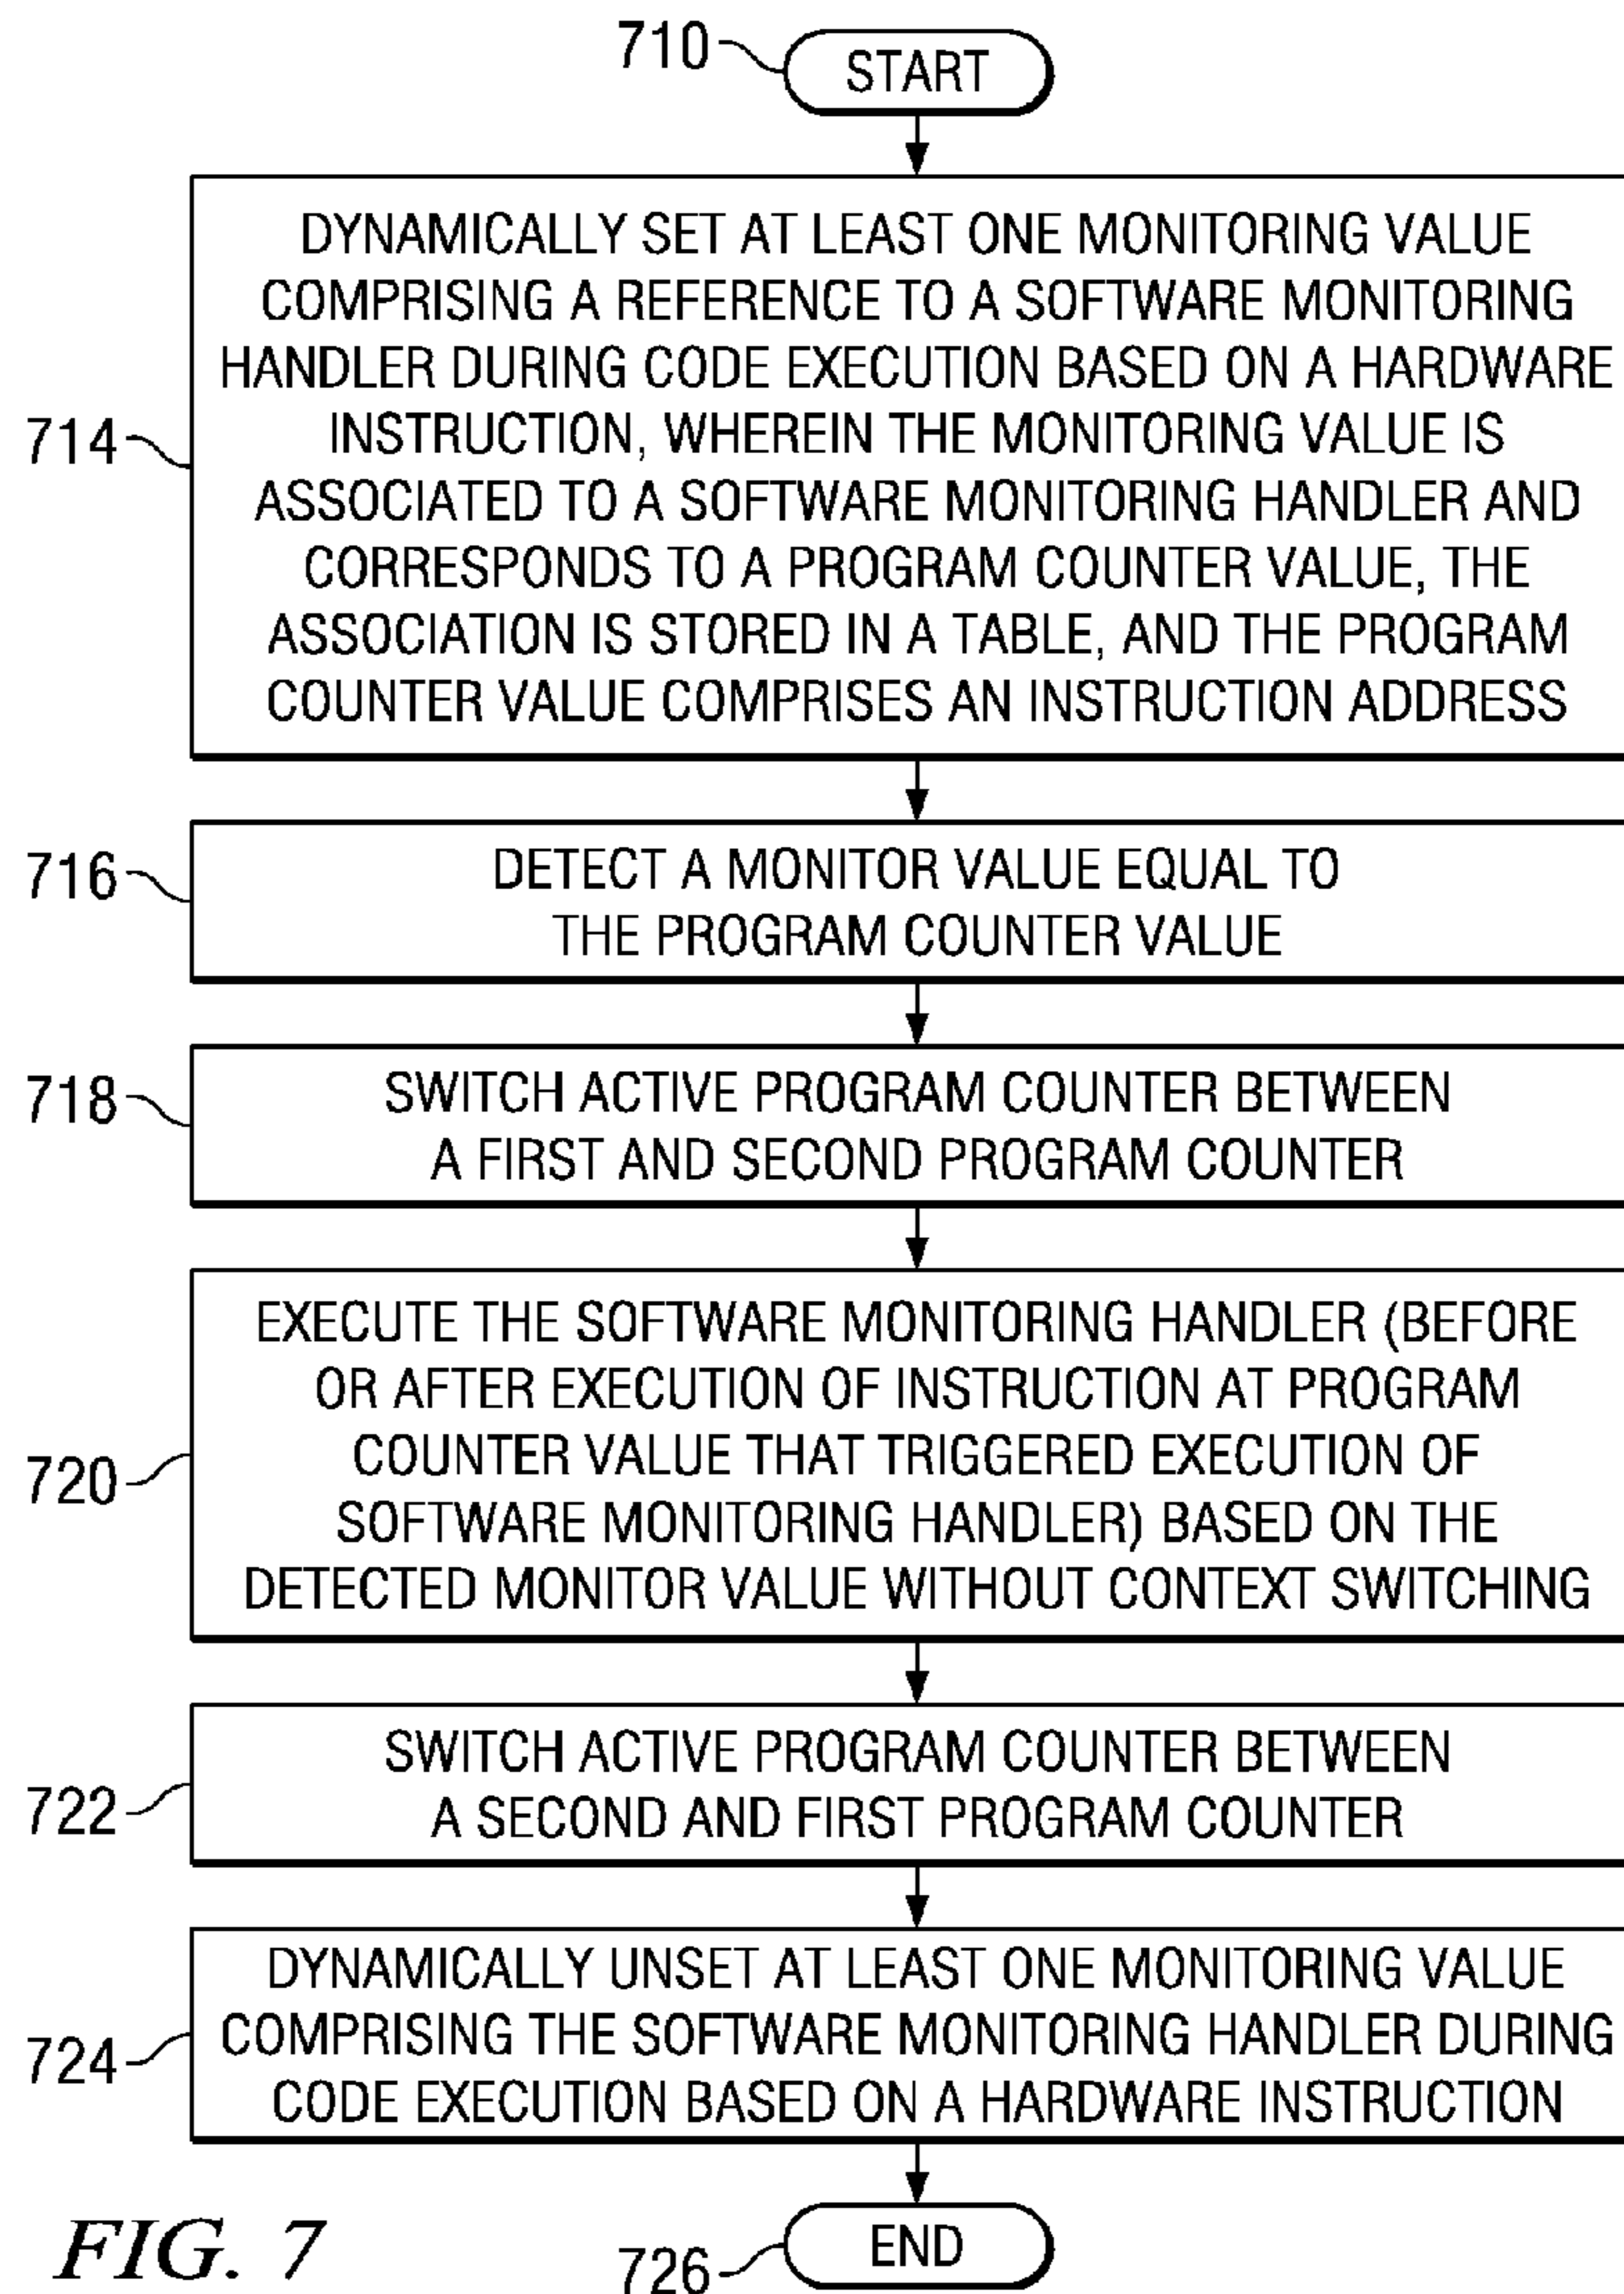 710
START
714
DYNAMICALLY SET AT LEAST ONE MONITORING VALUE
COMPRISING A REFERENCE TO A SOFTWARE MONITORING
HANDLER DURING CODE EXECUTION BASED ON A HARDWARE
INSTRUCTION, WHEREIN THE MONITORING VALUE IS
ASSOCIATED TO A SOFTWARE MONITORING HANDLER AND
CORRESPONDS TO A PROGRAM COUNTER VALUE, THE
ASSOCIATION IS STORED IN A TABLE, AND THE PROGRAM
COUNTER VALUE COMPRISES AN INSTRUCTION ADDRESS
716
DETECT A MONITOR VALUE EQUAL TO
THE PROGRAM COUNTER VALUE
718
SWITCH ACTIVE PROGRAM COUNTER BETWEEN
A FIRST AND SECOND PROGRAM COUNTER
720
EXECUTE THE SOFTWARE MONITORING HANDLER (BEFORE
OR AFTER EXECUTION OF INSTRUCTION AT PROGRAM
COUNTER VALUE THAT TRIGGERED EXECUTION OF
SOFTWARE MONITORING HANDLER) BASED ON THE
DETECTED MONITOR VALUE WITHOUT CONTEXT SWITCHING
722
SWITCH ACTIVE PROGRAM COUNTER BETWEEN
A SECOND AND FIRST PROGRAM COUNTER
724
DYNAMICALLY UNSET AT LEAST ONE MONITORING VALUE
COMPRISING THE SOFTWARE MONITORING HANDLER DURING
CODE EXECUTION BASED ON A HARDWARE INSTRUCTION
726
END
FIG. 7